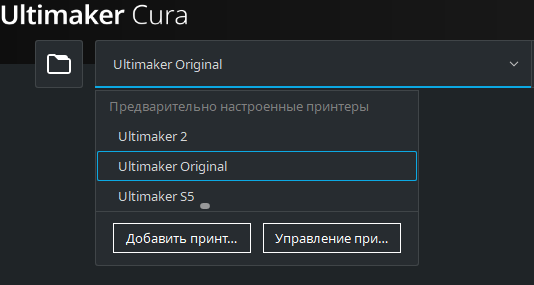 Ultimaker Cura
Ultimaker Original
Предварительно настроенные принтеры
Ultimaker 2
Ultimaker Original
Ultimaker S5
Добавить принт...
Управление при...